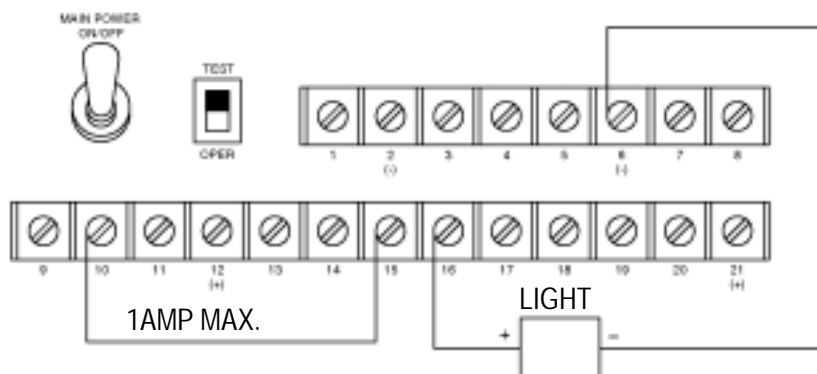 MAIN POWER
ON/OFF
TEST
OPER
1 2 3 4 5 6 7 8
(-) (-)
9 10 11 12 13 14 15 16 17 18 19 20 21
(+) (+)
1AMP MAX.
LIGHT
+ -